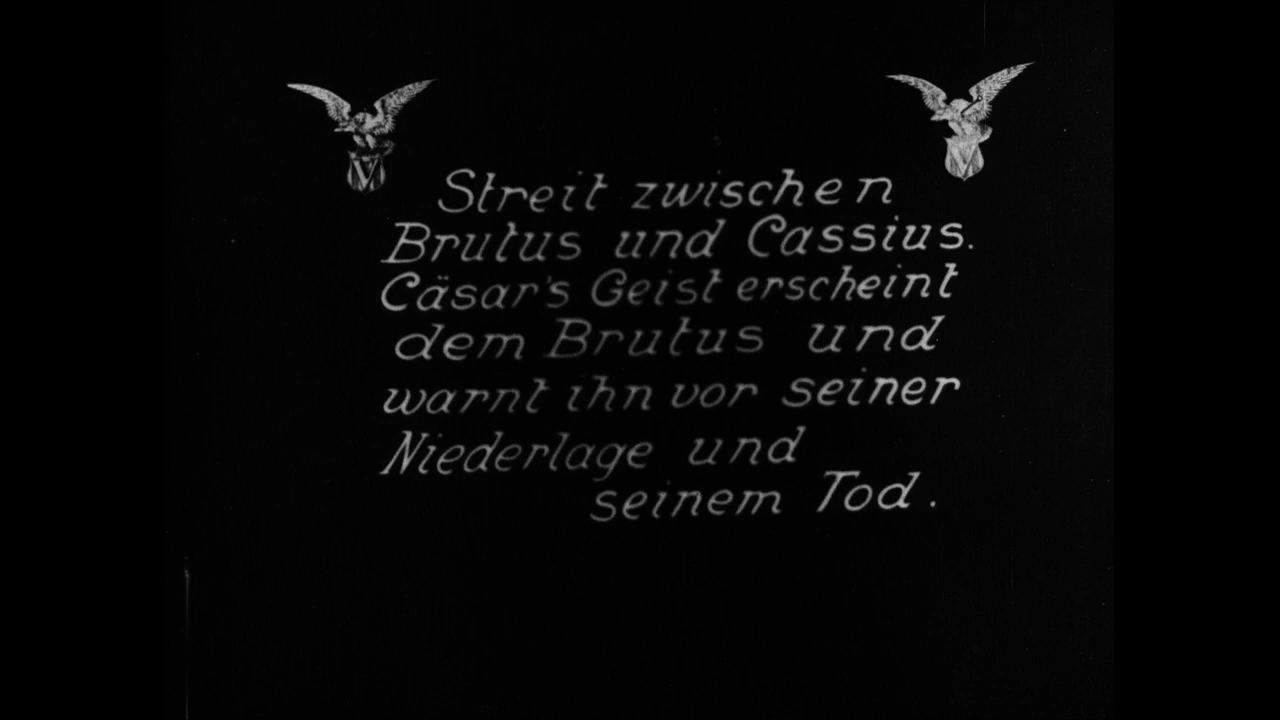 V V
Streit zwischen
Brutus und Cassius.
Cäsar's Geist erscheint
dem Brutus und
warnt ihn vor seiner
Niederlage und
seinem Tod.